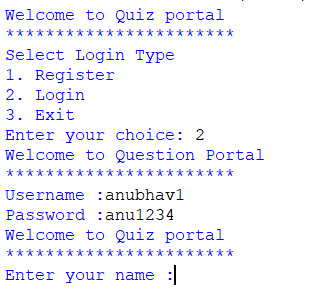 Welcome to Quiz portal
***********************
Select Login Type
1. Register
2. Login
3. Exit
Enter your choice: 2
Welcome to Question Portal
***********************
Username :anubhav1
Password :anu1234
Welcome to Quiz portal
***********************
Enter your name :